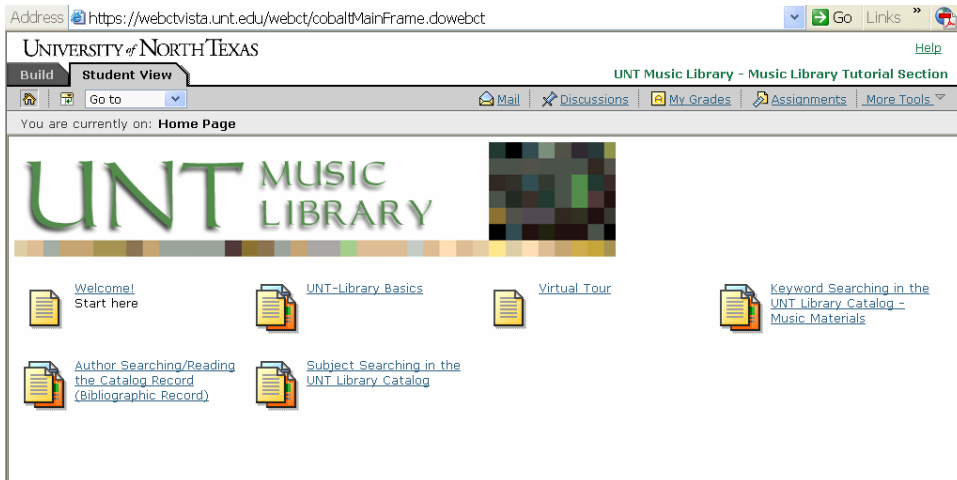 Address https://webctvista.unt.edu/webct/cobaltMainFrame.dowebct Go Links »
UNIVERSITY of NORTH TEXAS Help
Build Student View UNT Music Library - Music Library Tutorial Section
Go to Mail Discussions My Grades Assignments More Tools
You are currently on: Home Page
UNT MUSIC
LIBRARY
Welcome!
Start here
UNT-Library Basics
Virtual Tour
Keyword Searching in the
UNT Library Catalog -
Music Materials
Author Searching/Reading
the Catalog Record
(Bibliographic Record)
Subject Searching in the
UNT Library Catalog